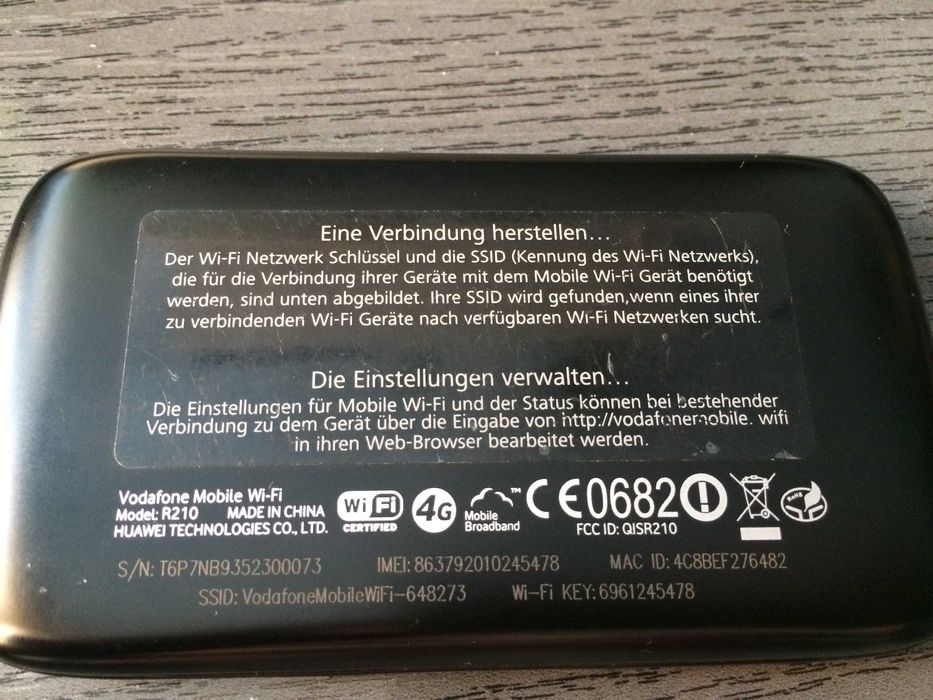 Eine Verbindung herstellen...
Der Wi-Fi Netzwerk Schlüssel und die SSID (Kennung des Wi-Fi Netzwerks),
die für die Verbindung ihrer Geräte mit dem Mobile Wi-Fi Gerät benötigt
werden, sind unten abgebildet. Ihre SSID wird gefunden,wenn eines ihrer
zu verbindenden Wi-Fi Geräte nach verfügbaren Wi-Fi Netzwerken sucht.
Die Einstellungen verwalten...
Die Einstellungen für Mobile Wi-Fi und der Status können bei bestehender
Verbindung zu dem Gerät über die Eingabe von http://vodafonemobile. wifi
in ihren Web-Browser bearbeitet werden.
Vodafone Mobile Wi-Fi
Model: R210 MADE IN CHINA
HUAWEI TECHNOLOGIES CO., LTD.
Wi Fi
CERTIFIED
4G
Mobile
Broadband
™
CE0682
FCC ID: QISR210
RoHS
S/N: T6P7NB9352300073 IMEI: 863792010245478 MAC ID: 4C8BEF276482
SSID: VodafoneMobileWiFi-648273 Wi-Fi KEY: 6961245478